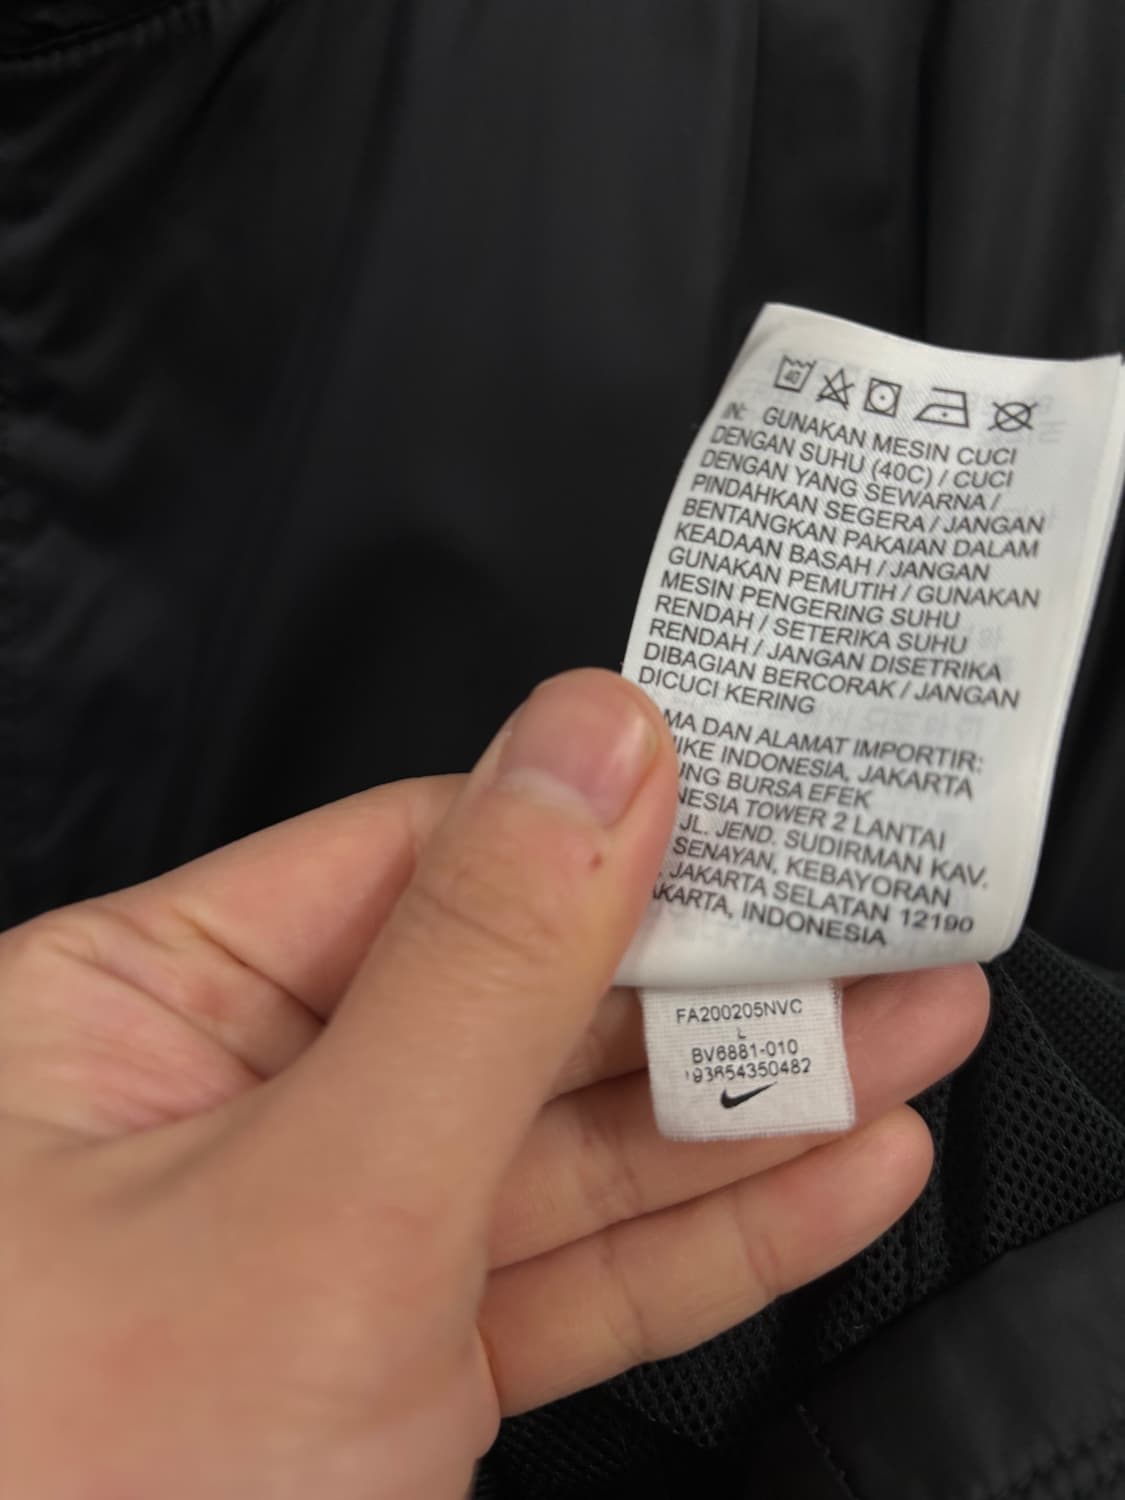 40
IN: GUNAKAN MESIN CUCI
DENGAN SUHU (40C) / CUCI
DENGAN YANG SEWARNA /
PINDAHKAN SEGERA / JANGAN
BENTANGKAN PAKAIAN DALAM
KEADAAN BASAH / JANGAN
GUNAKAN PEMUTIH / GUNAKAN
MESIN PENGERING SUHU
RENDAH / SETERIKA SUHU
RENDAH / JANGAN DISETRIKA
DIBAGIAN BERCORAK / JANGAN
DICUCI KERING
MA DAN ALAMAT IMPORTIR:
IKE INDONESIA, JAKARTA
UNG BURSA EFEK
NESIA TOWER 2 LANTAI
JL. JEND. SUDIRMAN KAV.
SENAYAN, KEBAYORAN
JAKARTA SELATAN 12190
AKARTA, INDONESIA
FA200205NVC
L
BV6881-010
193654350482